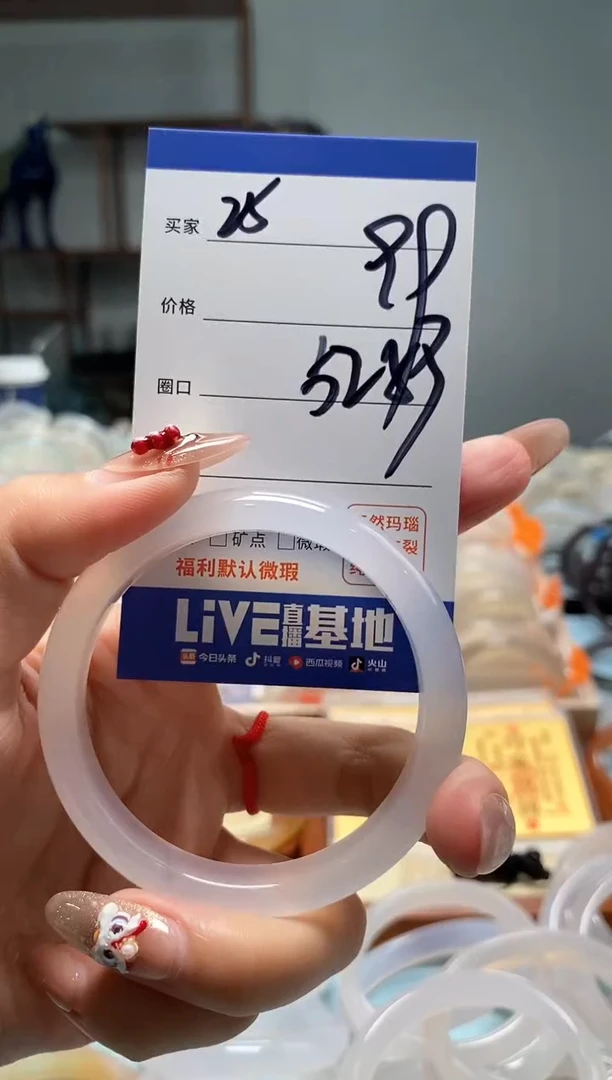 买家 25
价格
圈口 52
然玛瑙
裂
□矿点 □微瑕
福利默认微瑕
LiVE直播基地
今日头条 抖音 西瓜视频 火山